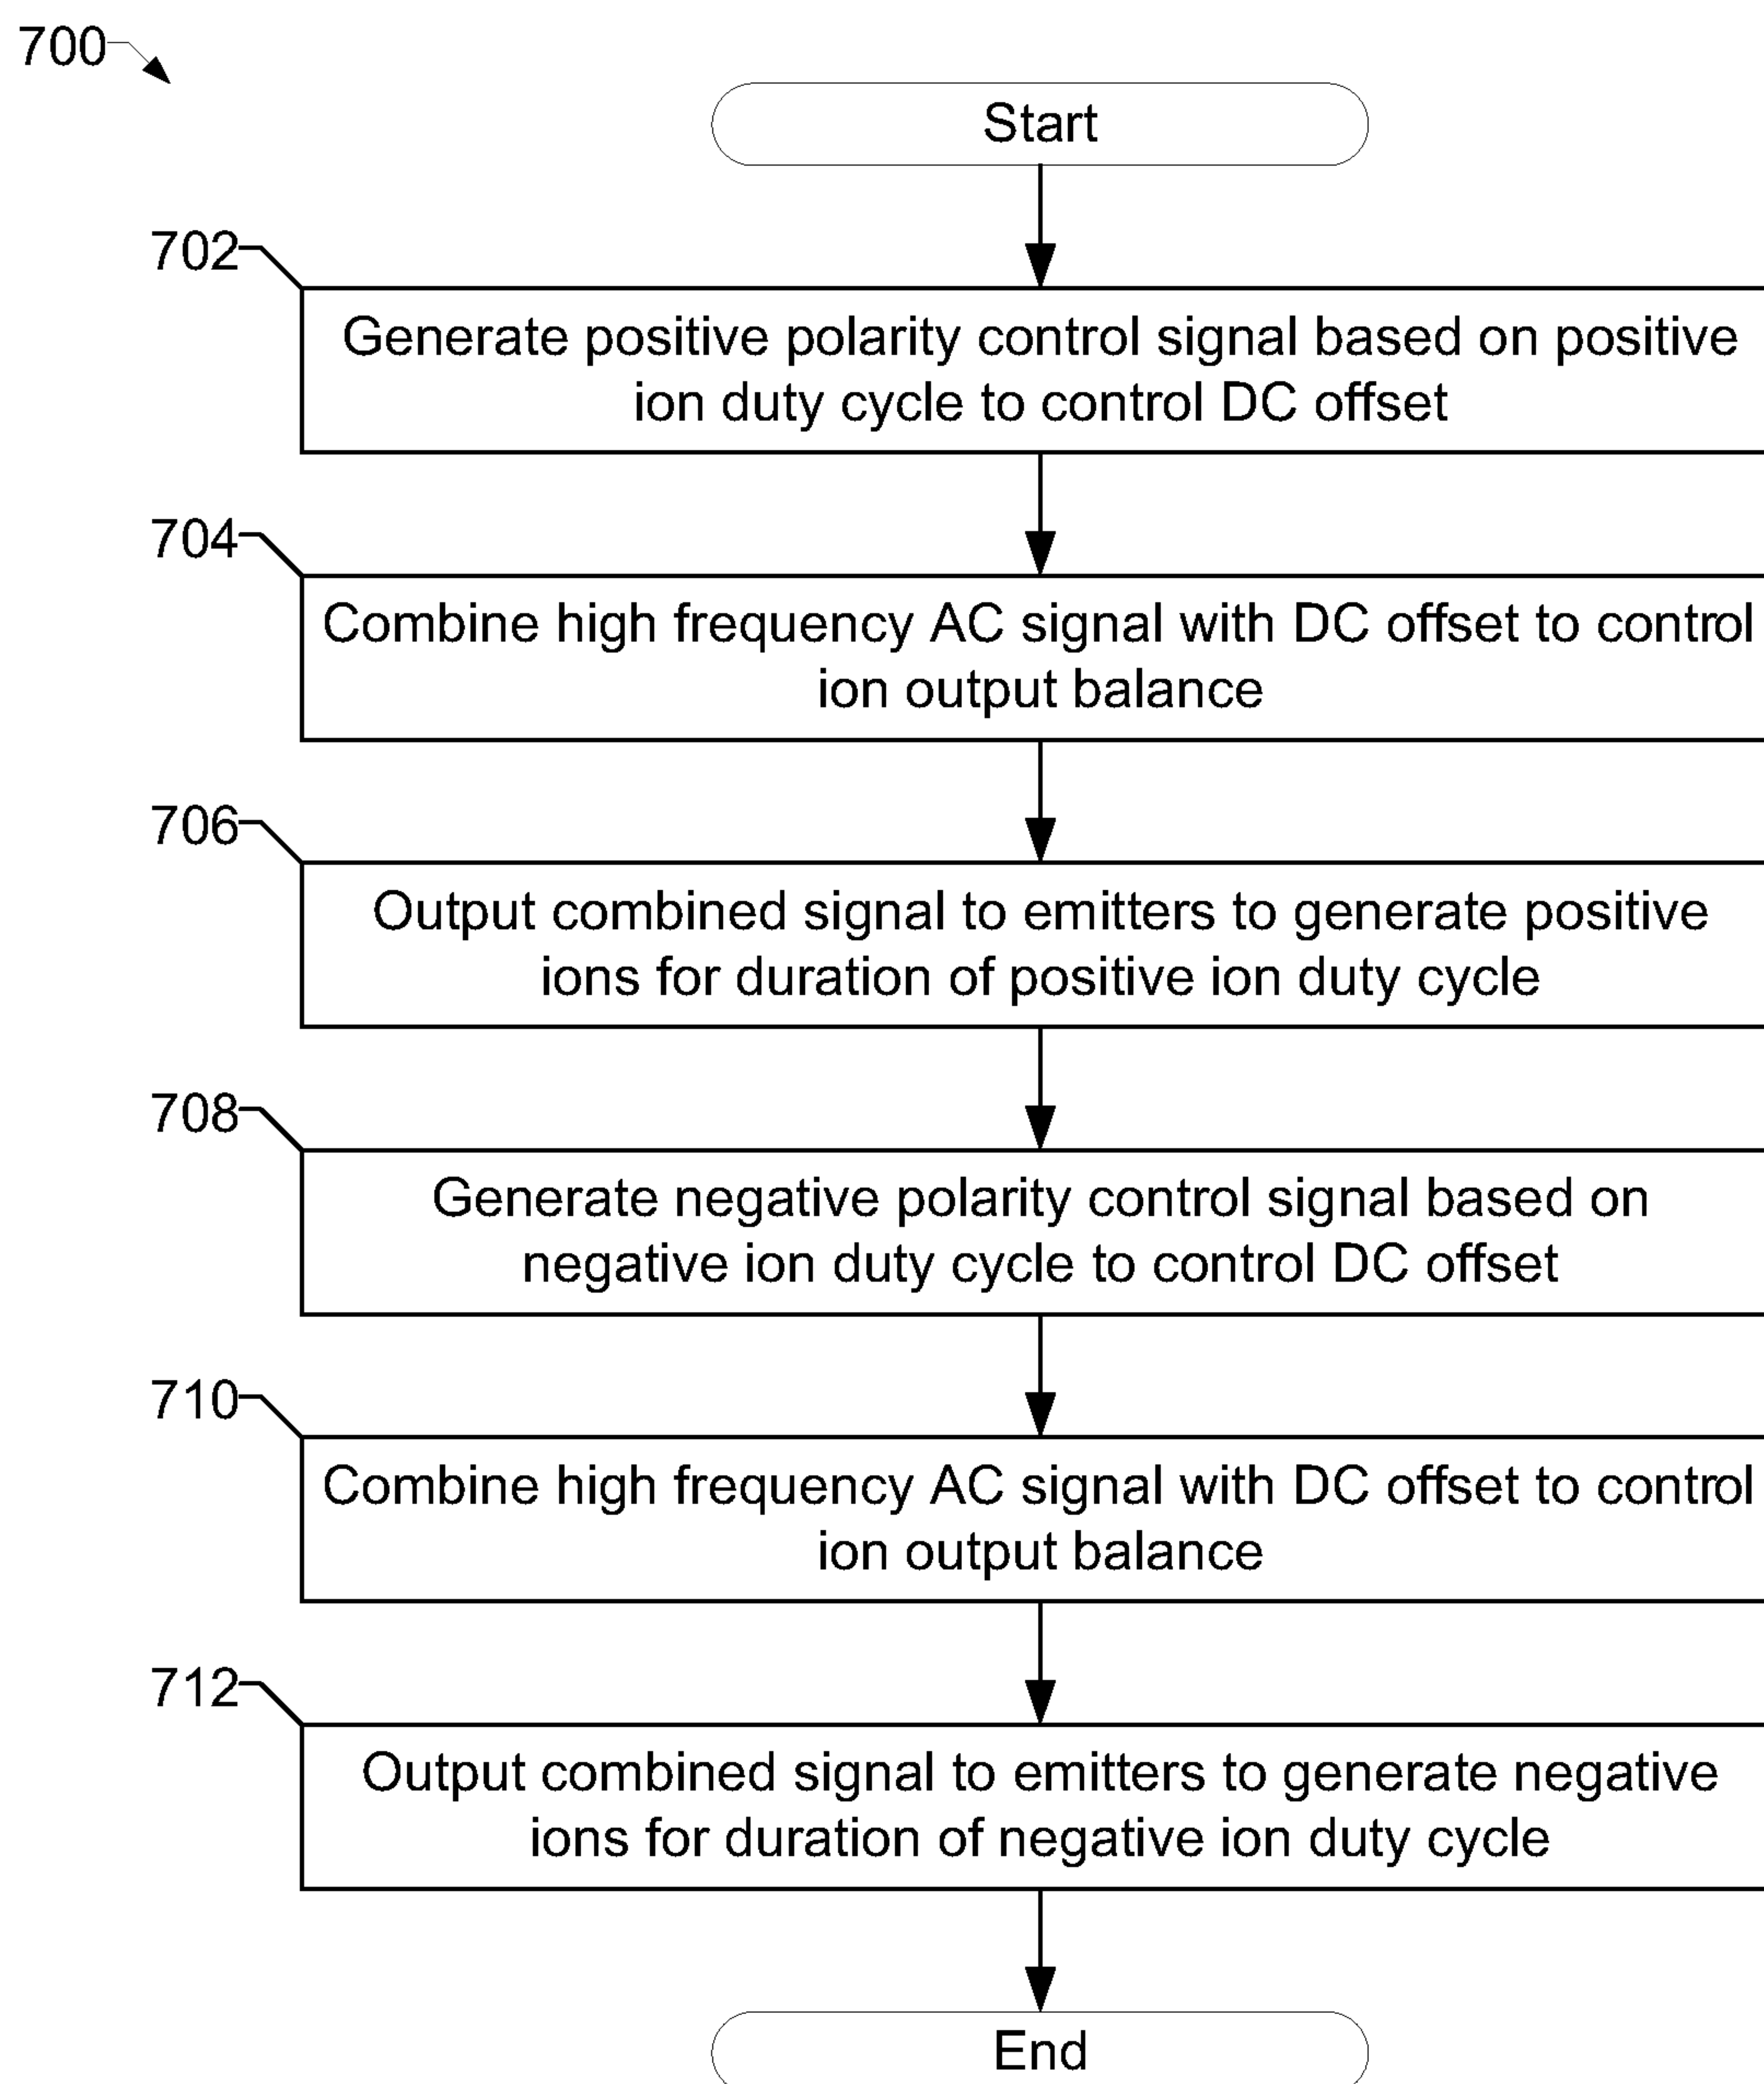 700
Start
702
Generate positive polarity control signal based on positive
ion duty cycle to control DC offset
704
Combine high frequency AC signal with DC offset to control
ion output balance
706
Output combined signal to emitters to generate positive
ions for duration of positive ion duty cycle
708
Generate negative polarity control signal based on
negative ion duty cycle to control DC offset
710
Combine high frequency AC signal with DC offset to control
ion output balance
712
Output combined signal to emitters to generate negative
ions for duration of negative ion duty cycle
End